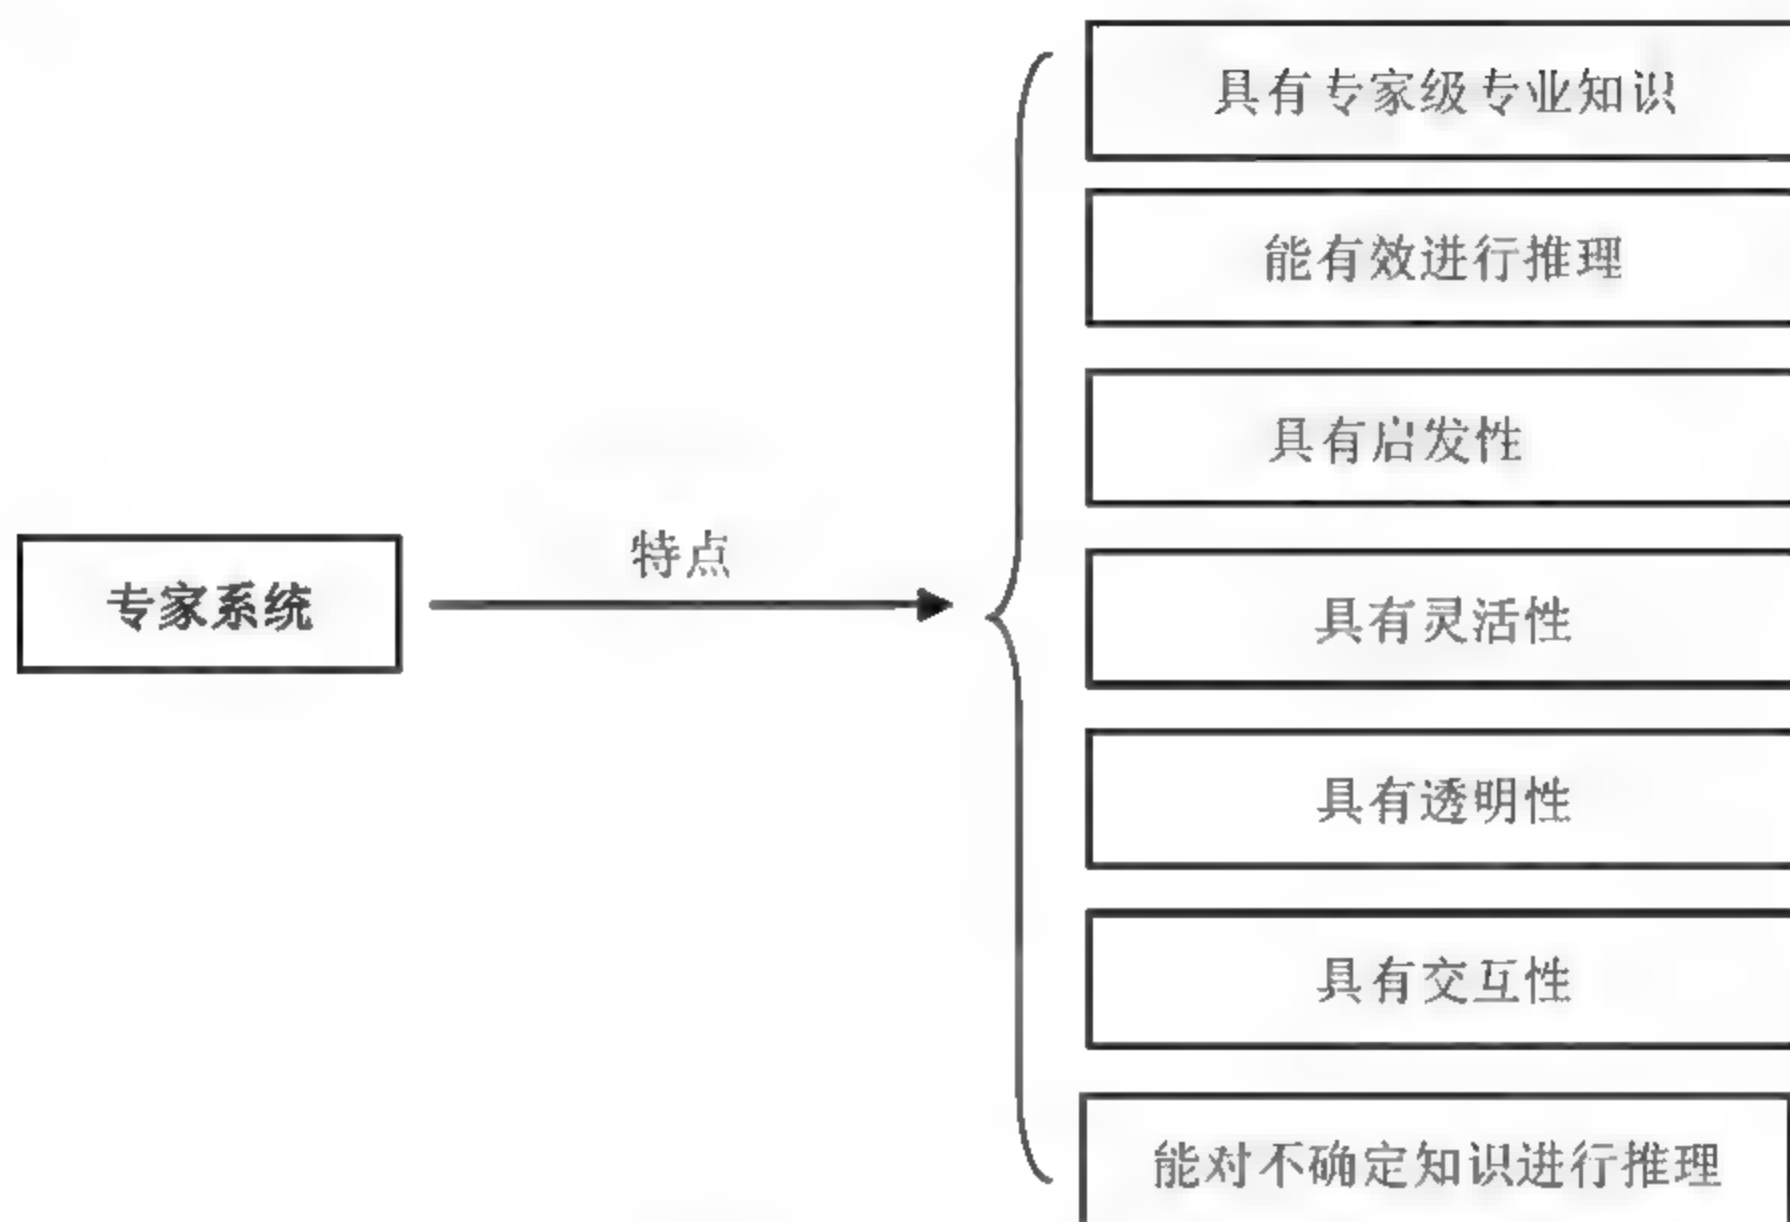 专家系统
特点
具有专家级专业知识
能有效进行推理
具有启发性
具有灵活性
具有透明性
具有交互性
能对不确定知识进行推理